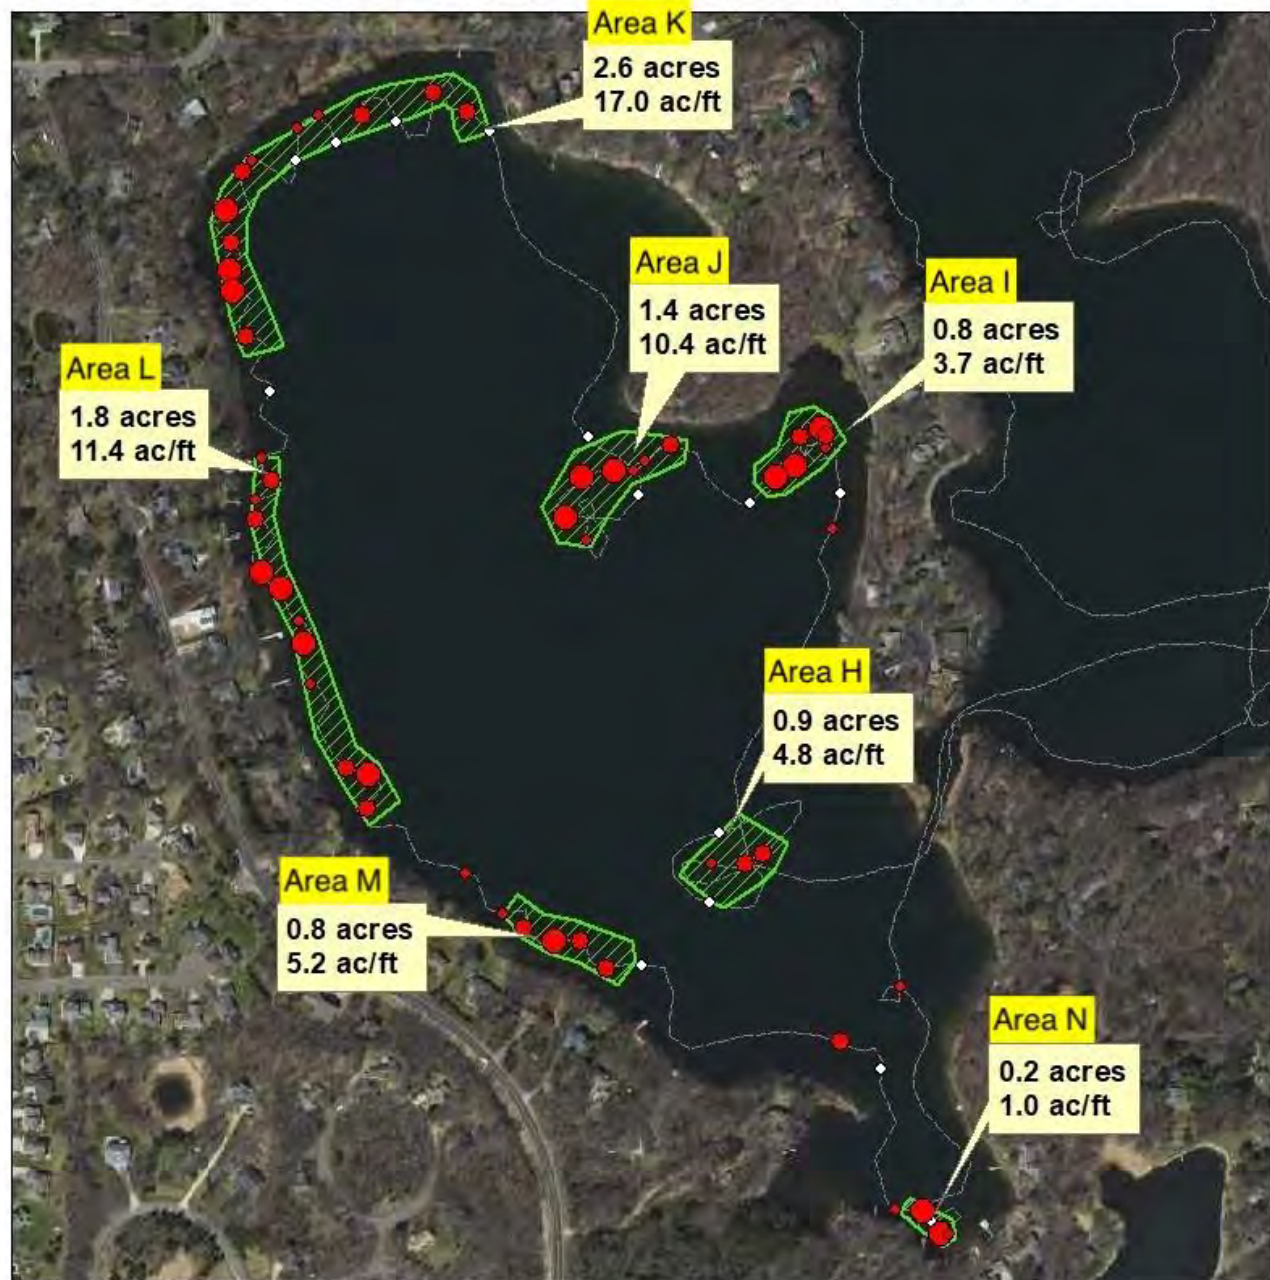 Area K
2.6 acres
17.0 ac/ft
Area J
1.4 acres
10.4 ac/ft
Area I
0.8 acres
3.7 ac/ft
Area L
1.8 acres
11.4 ac/ft
Area H
0.9 acres
4.8 ac/ft
Area M
0.8 acres
5.2 ac/ft
Area N
0.2 acres
1.0 ac/ft